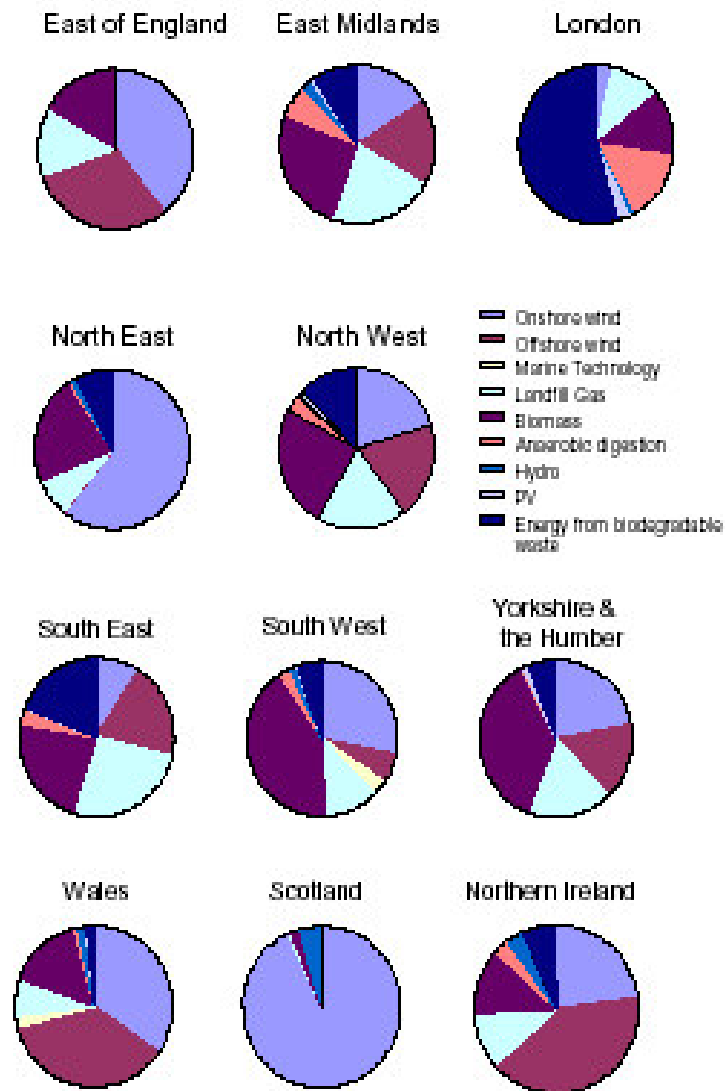 East of England
East Midlands
London
North East
North West
Onshore wind
Offshore wind
Marine Technology
Landfill Gas
Biomass
Anaerobic digestion
Hydro
PV
Energy from biodegradable
waste
South East
South West
Yorkshire &
the Humber
Wales
Scotland
Northern Ireland